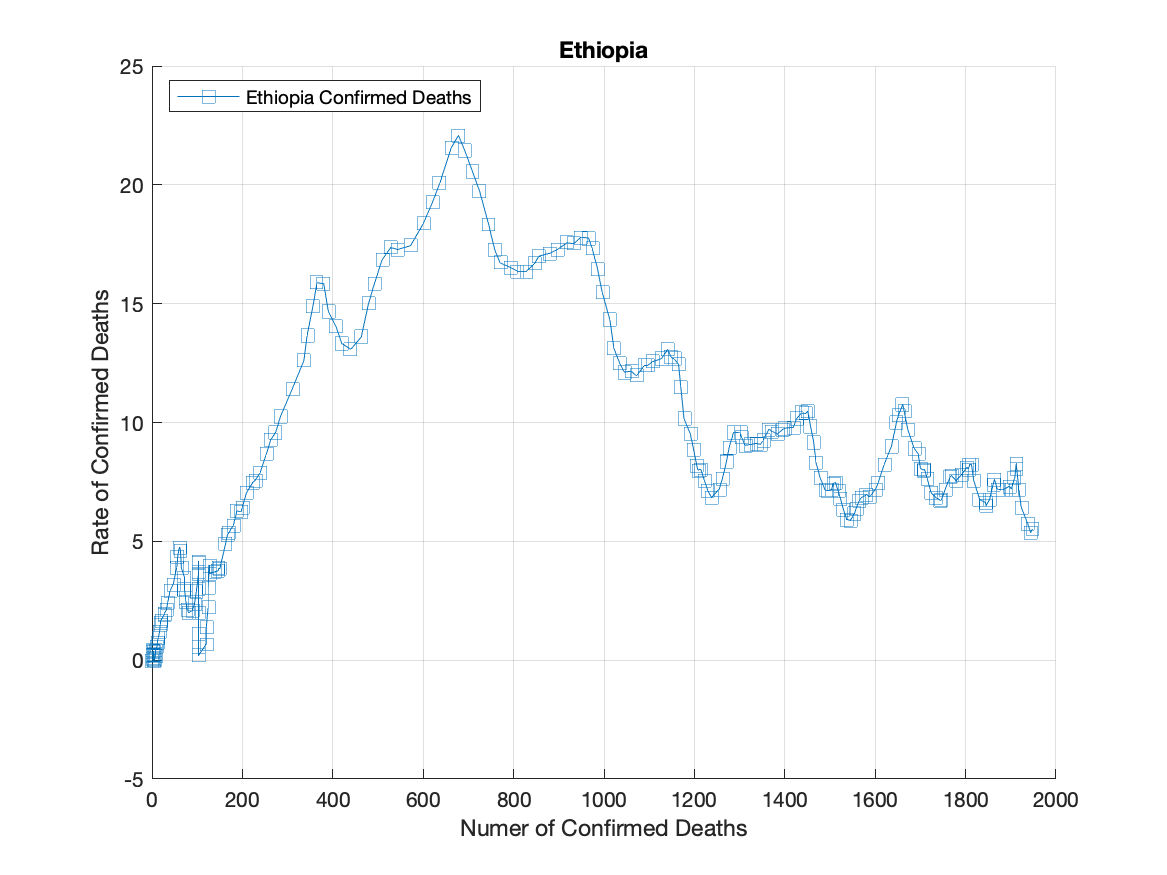 Ethiopia
Ethiopia Confirmed Deaths
Rate of Confirmed Deaths
25
20
15
10
5
0
-5
0 200 400 600 800 1000 1200 1400 1600 1800 2000
Numer of Confirmed Deaths